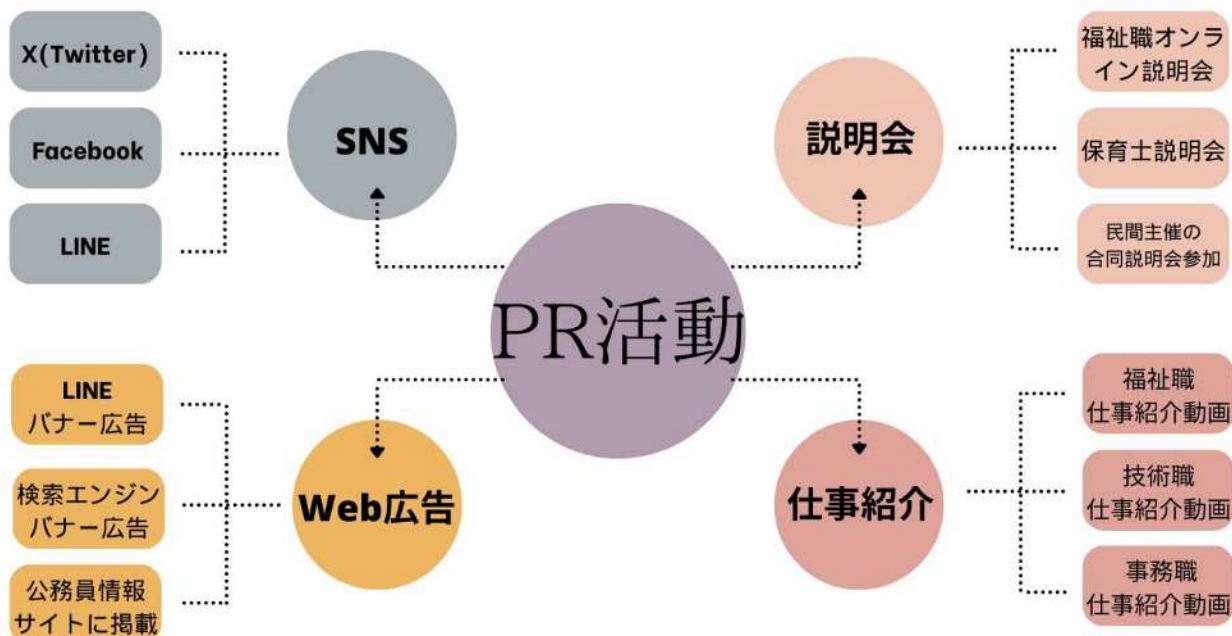 X(Twitter)
Facebook
LINE
SNS
説明会
福祉職オンラ
イン説明会
保育士説明会
民間主催の
合同説明会参加
PR活動
LINE
バナー広告
検索エンジン
バナー広告
公務員情報
サイトに掲載
Web広告
仕事紹介
福祉職
仕事紹介動画
技術職
仕事紹介動画
事務職
仕事紹介動画